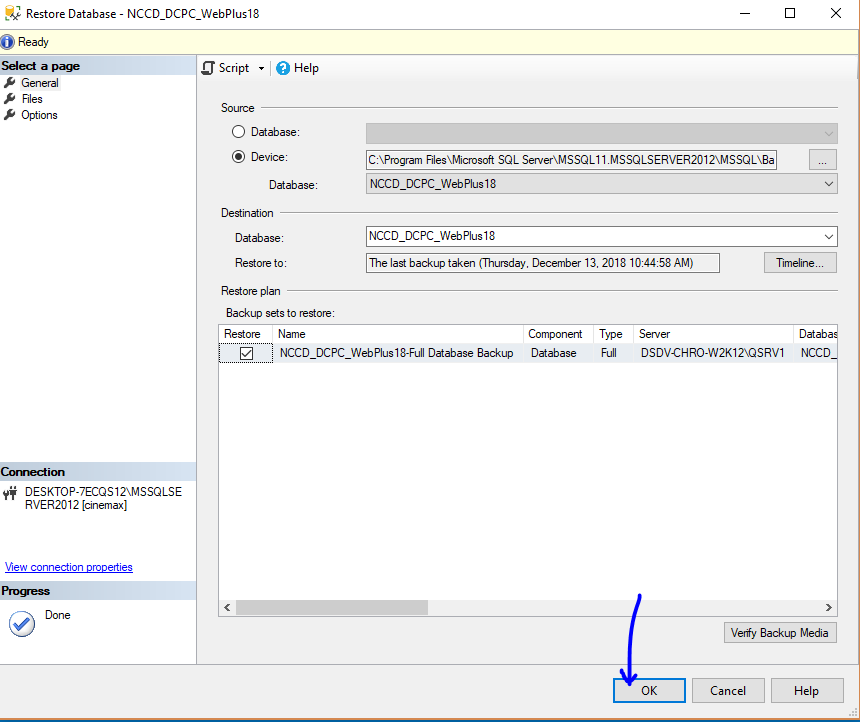 Restore Database - NCCD_DCPC_WebPlus18
Ready
Select a page
General
Files
Options
Script
Help
Source
Database:
Device:
C:\Program Files\Microsoft SQL Server\MSSQL11.MSSQLSERVER2012\MSSQL\Ba
...
Database:
NCCD_DCPC_WebPlus18
Destination
Database:
NCCD_DCPC_WebPlus18
Restore to:
The last backup taken (Thursday, December 13, 2018 10:44:58 AM)
Timeline...
Restore plan
Backup sets to restore:
Restore Name Component Type Server Databas
NCCD_DCPC_WebPlus18-Full Database Backup Database Full DSDV-CHRO-W2K12\QSRV1 NCCD_
Connection
DESKTOP-7ECQS12\MSSQLSE
RVER2012 [cinemax]
View connection properties
Progress
Done
Verify Backup Media
OK Cancel Help